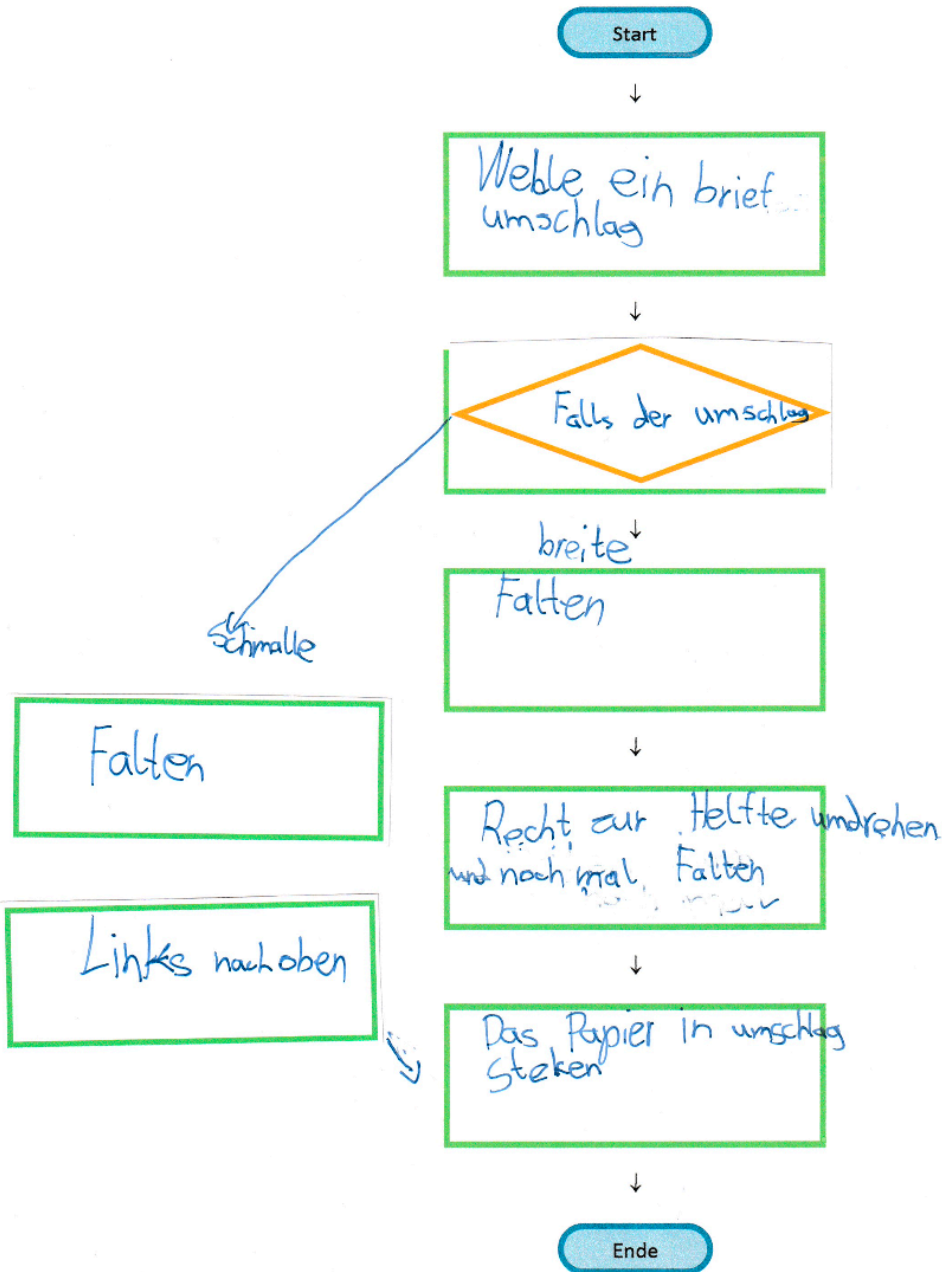 Start
Weble ein brief
umschlag
Falls der umschlag
breite
Falten
Schmalle
Falten
Recht zur Helfte umdrehen
und noch mal Falten
Links nach oben
Das Papier in umschlag
steken
Ende